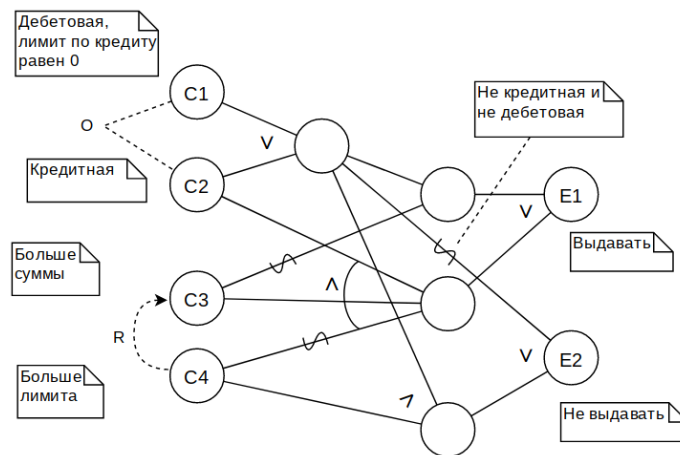 Дебетовая,
лимит по кредиту
равен 0
C1
O
V
Не кредитная и
не дебетовая
Кредитная
C2
E1
V
Выдавать
Больше
суммы
C3
V
R
C4
V
E2
Больше
лимита
V
Не выдавать